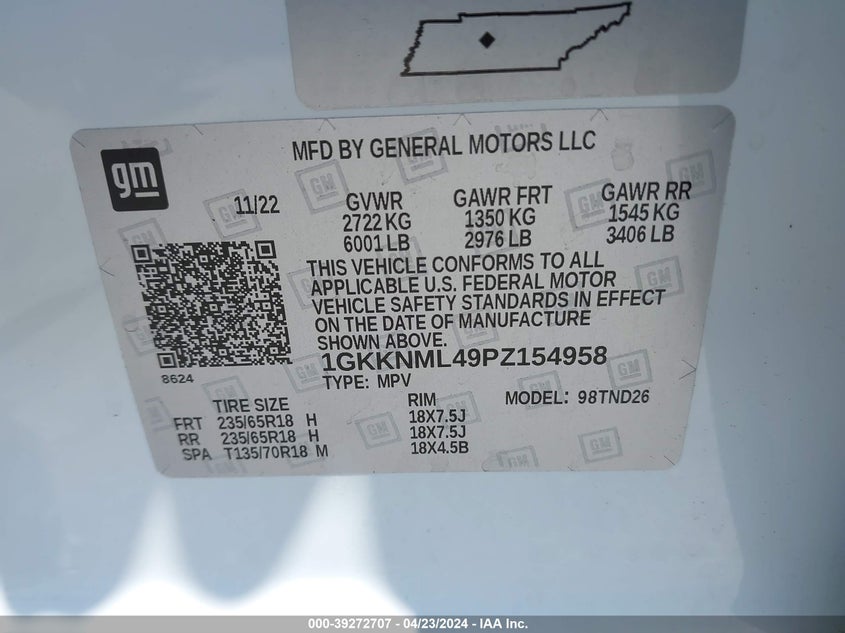 MFD BY GENERAL MOTORS LLC
gm
11/22
GVWR GAWR FRT GAWR RR
2722 KG 1350 KG 1545 KG
6001 LB 2976 LB 3406 LB
THIS VEHICLE CONFORMS TO ALL
APPLICABLE U.S. FEDERAL MOTOR
VEHICLE SAFETY STANDARDS IN EFFECT
ON THE DATE OF MANUFACTURE
SHOWN ABOVE.
1GKKNML49PZ154958
8624
TYPE: MPV
TIRE SIZE RIM MODEL: 98TND26
FRT 235/65R18 H 18X7.5J
RR 235/65R18 H 18X7.5J
SPA T135/70R18 M 18X4.5B
000-39272707 - 04/23/2024 - IAA Inc.